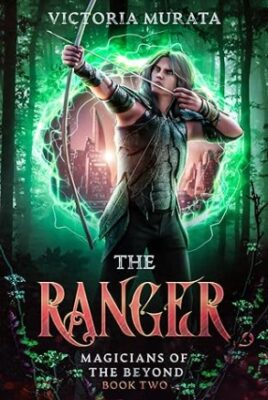 VICTORIA MURATA
THE
RANGER
MAGICIANS OF
THE BEYOND
BOOK TWO